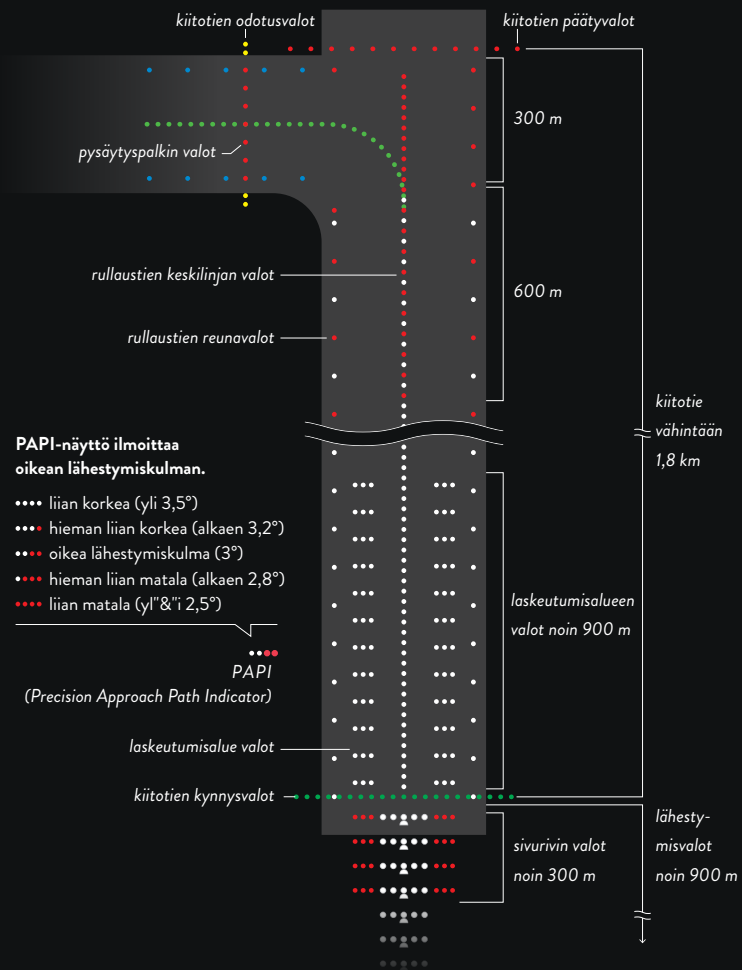 kiitotien odotusvalot
kiitotien päätyvalot
300 m
pysäytyspalkin valot
rullaustien keskilinjan valot
600 m
rullaustien reunavalot
kiitotie
vähintään
1,8 km
PAPI-näyttö ilmoittaa
oikean lähestymiskulman.
liian korkea (yli 3,5°)
hieman liian korkea (alkaen 3,2°)
oikea lähestymiskulma (3°)
hieman liian matala (alkaen 2,8°)
liian matala (yl"&"i 2,5°)
PAPI
(Precision Approach Path Indicator)
laskeutumisalueen
valot noin 900 m
laskeutumisalue valot
kiitotien kynnysvalot
sivurivin valot
noin 300 m
lähesty-
misvalot
noin 900 m